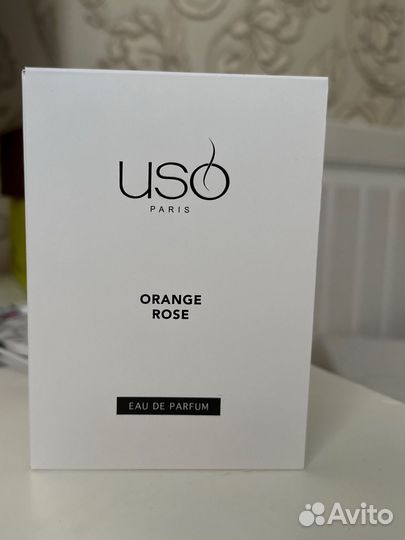 uso
PARIS
ORANGE
ROSE
EAU DE PARFUM
Avito